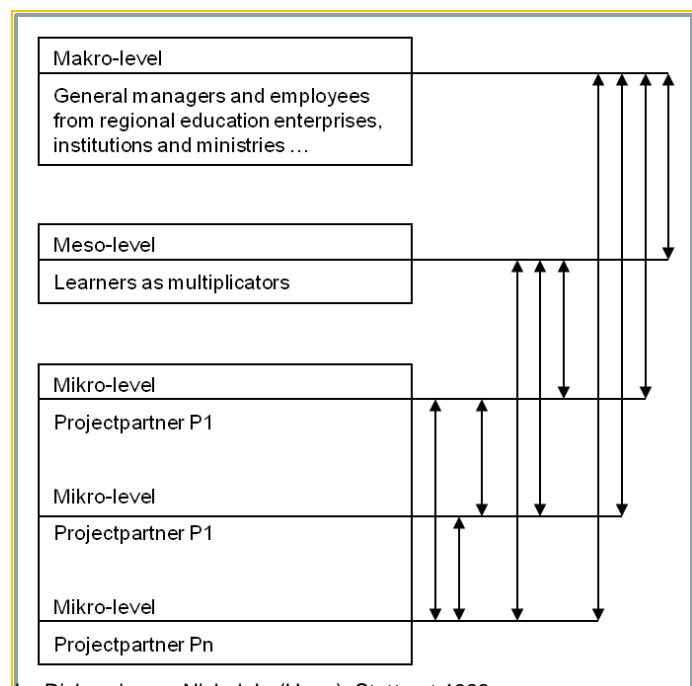 Makro-level
General managers and employees
from regional education enterprises,
institutions and ministries ...
Meso-level
Learners as multiplicators
Mikro-level
Projectpartner P1
Mikro-level
Projectpartner P1
Mikro-level
Projectpartner Pn